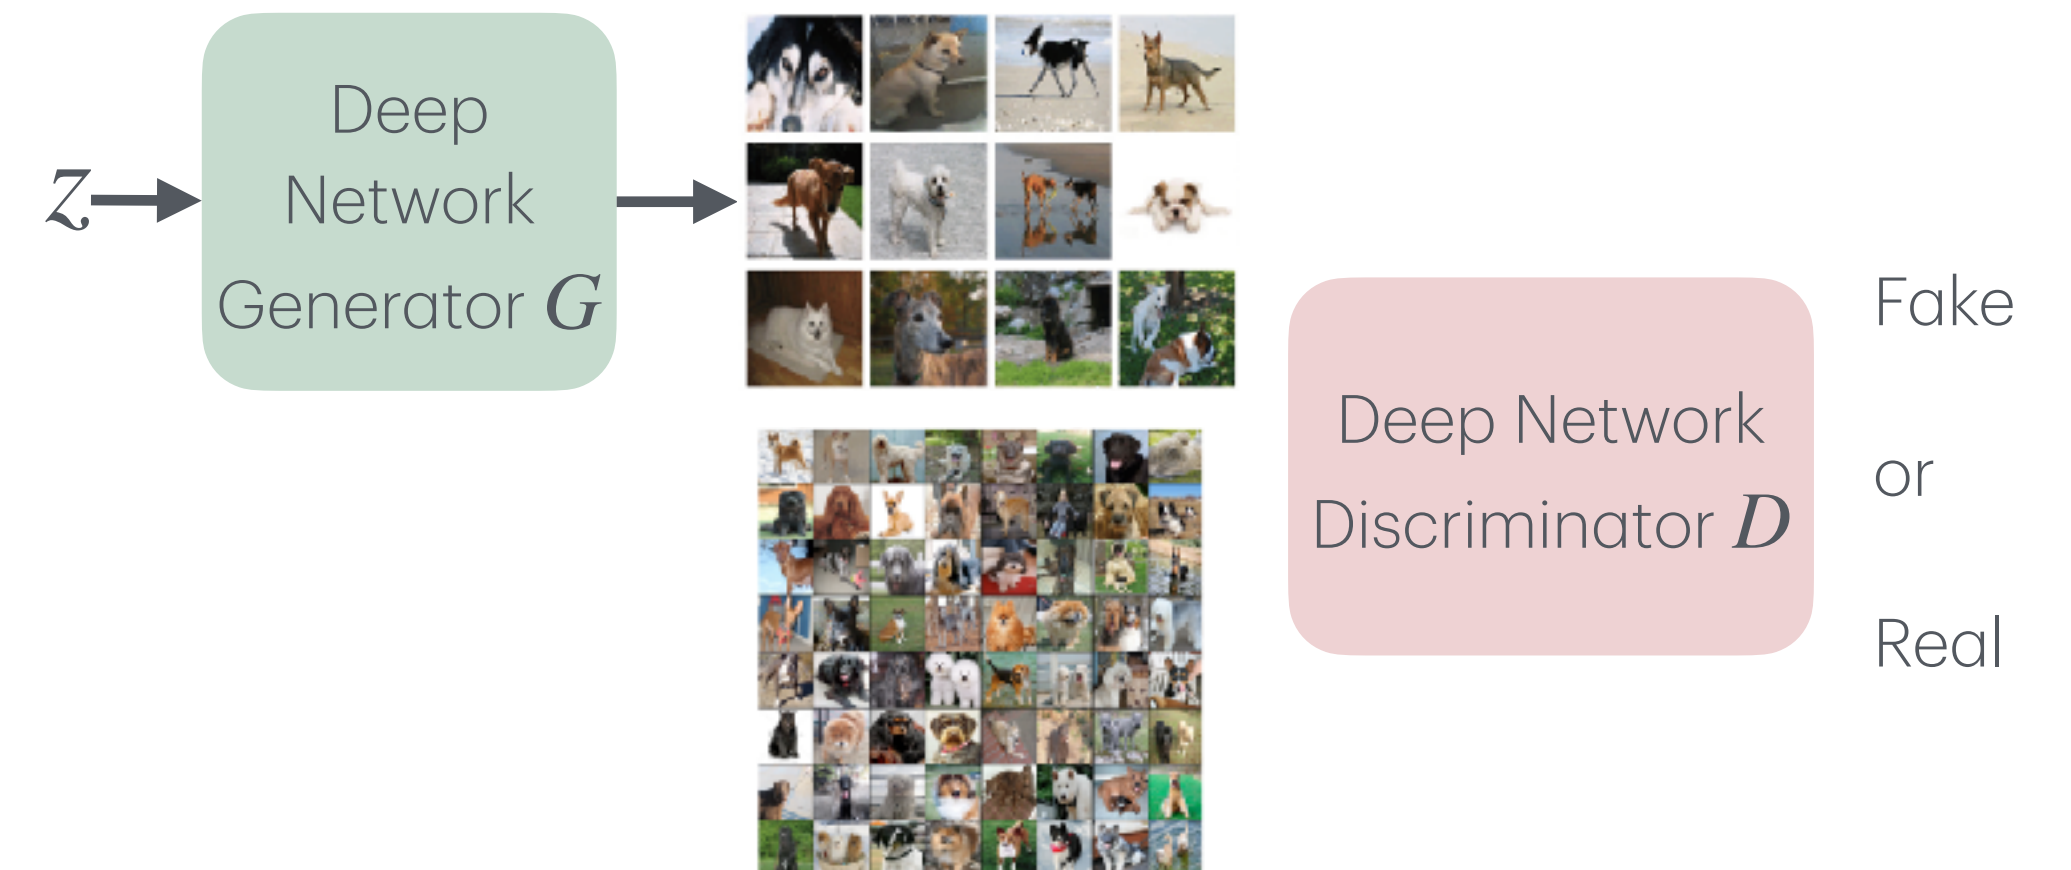 z
Deep
Network
Generator G
Deep Network
Discriminator D
Fake
or
Real